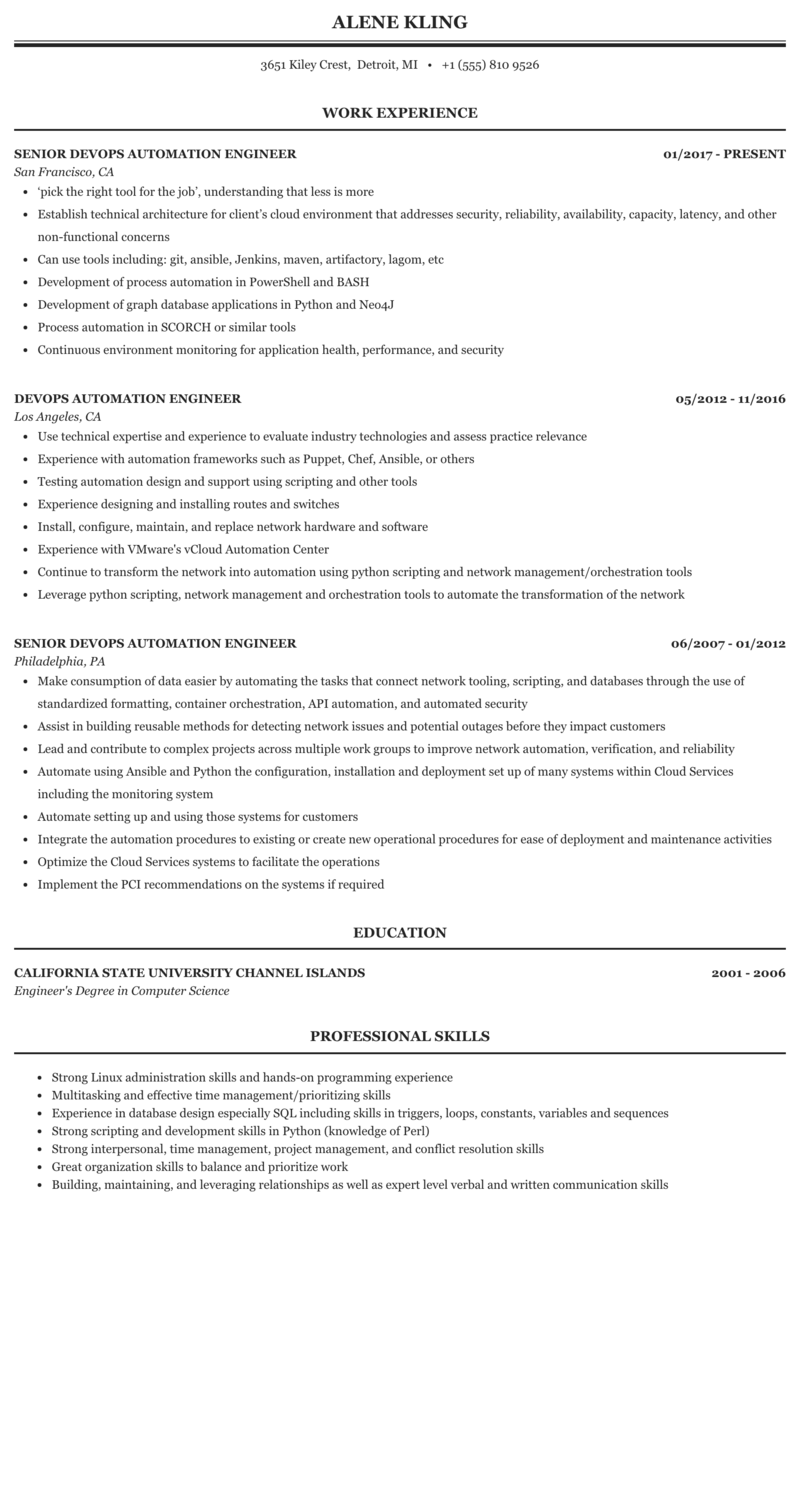 ALENE KLING
3651 Kiley Crest, Detroit, MI • +1 (555) 810 9526
WORK EXPERIENCE
SENIOR DEVOPS AUTOMATION ENGINEER 01/2017 - PRESENT
San Francisco, CA
• ‘pick the right tool for the job’, understanding that less is more
• Establish technical architecture for client’s cloud environment that addresses security, reliability, availability, capacity, latency, and other
non-functional concerns
• Can use tools including: git, ansible, Jenkins, maven, artifactory, lagom, etc
• Development of process automation in PowerShell and BASH
• Development of graph database applications in Python and Neo4J
• Process automation in SCORCH or similar tools
• Continuous environment monitoring for application health, performance, and security
DEVOPS AUTOMATION ENGINEER 05/2012 - 11/2016
Los Angeles, CA
• Use technical expertise and experience to evaluate industry technologies and assess practice relevance
• Experience with automation frameworks such as Puppet, Chef, Ansible, or others
• Testing automation design and support using scripting and other tools
• Experience designing and installing routes and switches
• Install, configure, maintain, and replace network hardware and software
• Experience with VMware's vCloud Automation Center
• Continue to transform the network into automation using python scripting and network management/orchestration tools
• Leverage python scripting, network management and orchestration tools to automate the transformation of the network
SENIOR DEVOPS AUTOMATION ENGINEER 06/2007 - 01/2012
Philadelphia, PA
• Make consumption of data easier by automating the tasks that connect network tooling, scripting, and databases through the use of
standardized formatting, container orchestration, API automation, and automated security
• Assist in building reusable methods for detecting network issues and potential outages before they impact customers
• Lead and contribute to complex projects across multiple work groups to improve network automation, verification, and reliability
• Automate using Ansible and Python the configuration, installation and deployment set up of many systems within Cloud Services
including the monitoring system
• Automate setting up and using those systems for customers
• Integrate the automation procedures to existing or create new operational procedures for ease of deployment and maintenance activities
• Optimize the Cloud Services systems to facilitate the operations
• Implement the PCI recommendations on the systems if required
EDUCATION
CALIFORNIA STATE UNIVERSITY CHANNEL ISLANDS 2001 - 2006
Engineer's Degree in Computer Science
PROFESSIONAL SKILLS
• Strong Linux administration skills and hands-on programming experience
• Multitasking and effective time management/prioritizing skills
• Experience in database design especially SQL including skills in triggers, loops, constants, variables and sequences
• Strong scripting and development skills in Python (knowledge of Perl)
• Strong interpersonal, time management, project management, and conflict resolution skills
• Great organization skills to balance and prioritize work
• Building, maintaining, and leveraging relationships as well as expert level verbal and written communication skills